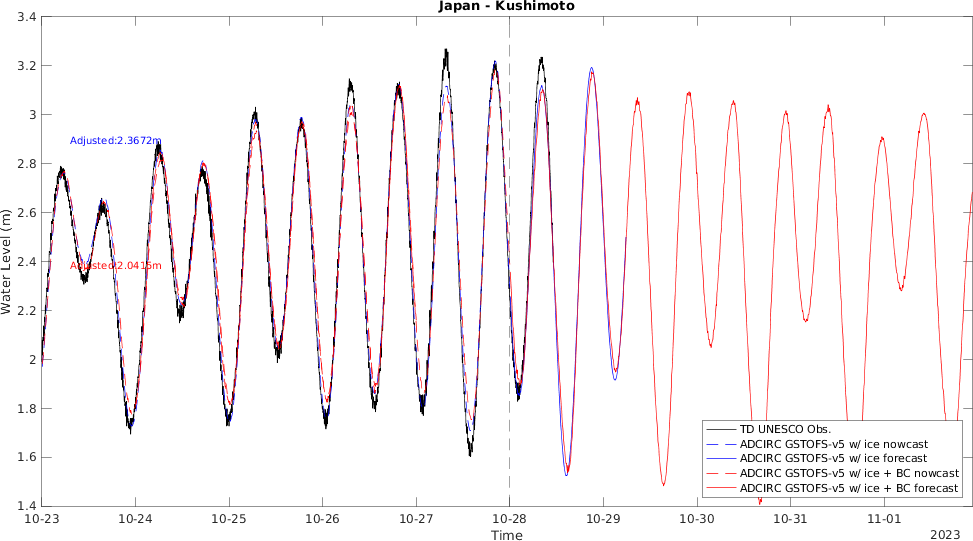 Japan - Kushimoto
3.4
3.2
3
2.8
2.6
2.4
2.2
2
1.8
1.6
1.4
Water Level (m)
Adjusted:2.3672m
Adjusted:2.0415m
TD UNESCO Obs.
ADCIRC GSTOFS-v5 w/ ice nowcast
ADCIRC GSTOFS-v5 w/ ice forecast
ADCIRC GSTOFS-v5 w/ ice + BC nowcast
ADCIRC GSTOFS-v5 w/ ice + BC forecast
10-23 10-24 10-25 10-26 10-27 10-28 10-29 10-30 10-31 11-01
Time
2023